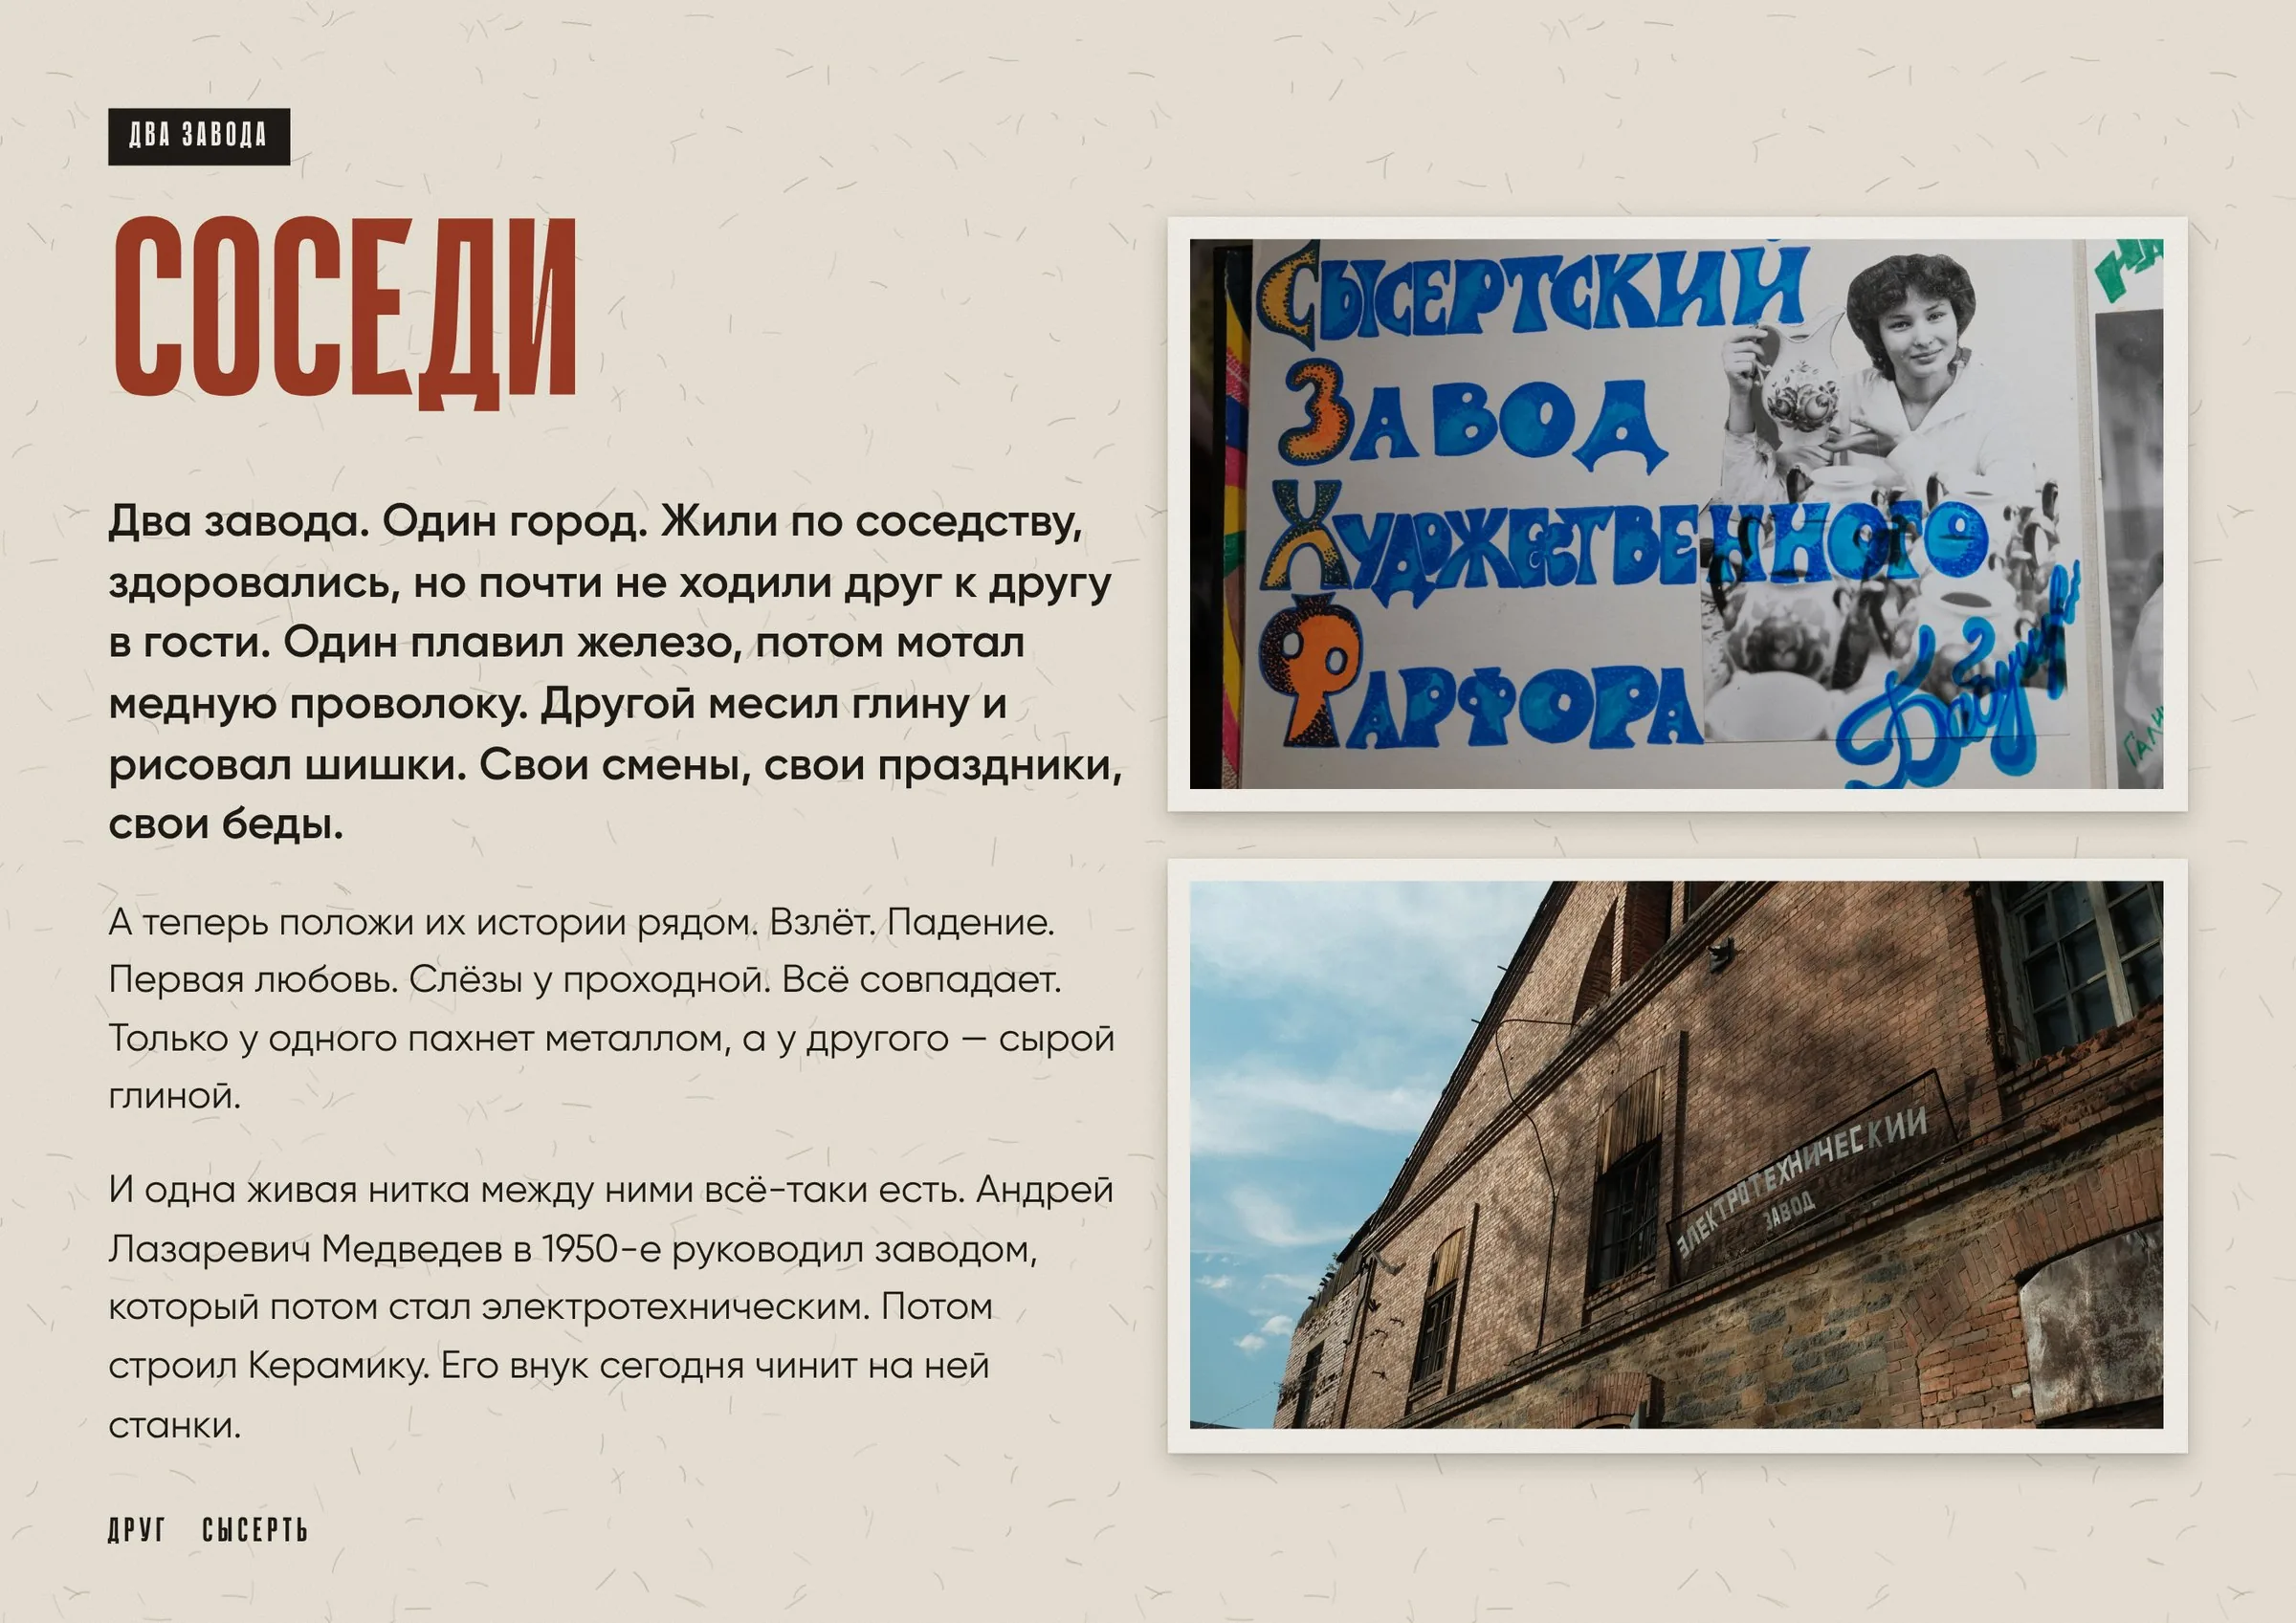 ДВА ЗАВОДА
СОСЕДИ
Два завода. Один город. Жили по соседству,
здоровались, но почти не ходили друг к другу
в гости. Один плавил железо, потом мотал
медную проволоку. Другой месил глину и
рисовал шишки. Свои смены, свои праздники,
свои беды.
А теперь положи их истории рядом. Взлёт. Падение.
Первая любовь. Слёзы у проходной. Всё совпадает.
Только у одного пахнет металлом, а у другого — сырой
глиной.
И одна живая нитка между ними всё-таки есть. Андрей
Лазаревич Медведев в 1950-е руководил заводом,
который потом стал электротехническим. Потом
строил Керамику. Его внук сегодня чинит на ней
станки.
ДРУГ СЫСЕРТЬ
СЫСЕРТСКИЙ
ЗАВОД
ХУДОЖЕСТВЕННОГО
ФАРФОРА
ЭЛЕКТРОТЕХНИЧЕСКИЙ
ЗАВОД